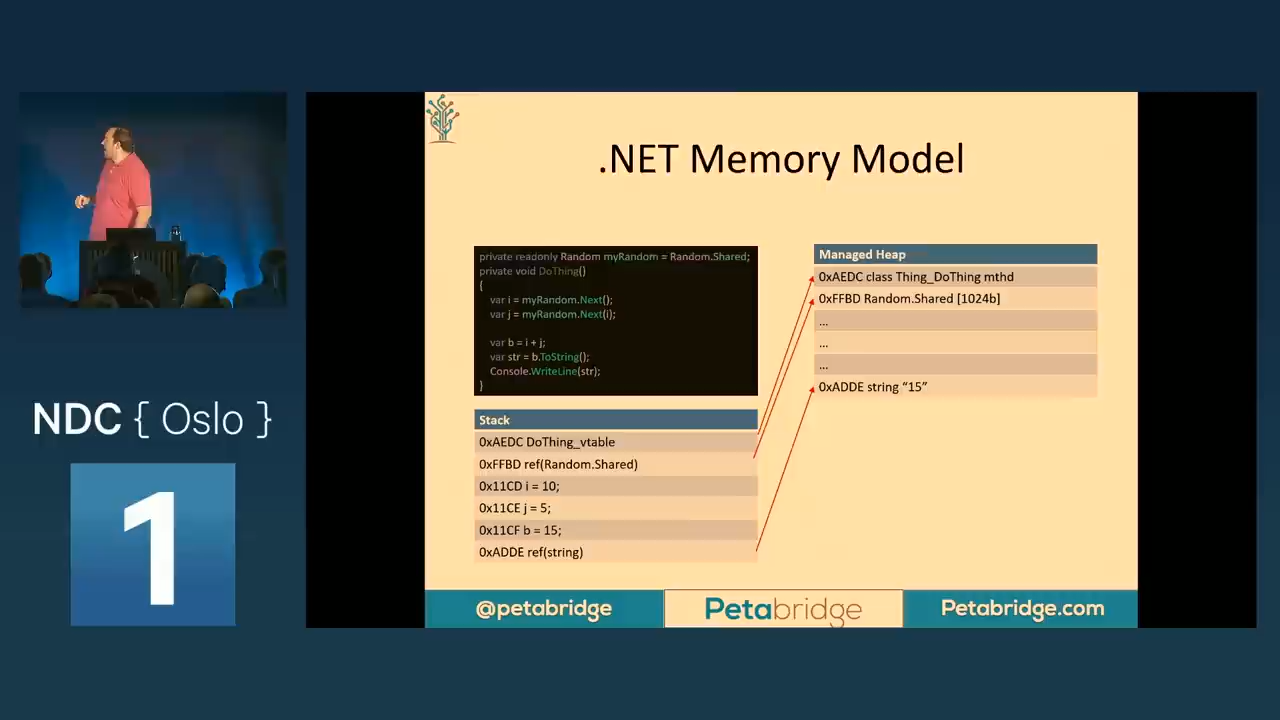 .NET Memory Model
private readonly Random myRandom = Random.Shared;
private void DoThing()
{
var i = myRandom.Next();
var j = myRandom.Next(i);
var b = i + j;
var str = b.ToString();
Console.WriteLine(str);
}
Stack
0xAEDC DoThing_vtable
0xFFBD ref(Random.Shared)
0x11CD i = 10;
0x11CE j = 5;
0x11CF b = 15;
0xADDE ref(string)
Managed Heap
0xAEDC class Thing_DoThing mthd
0xFFBD Random.Shared [1024b]
...
...
...
0xADDE string “15”
NDC { Oslo }
1
@petabridge
Petabridge
Petabridge.com